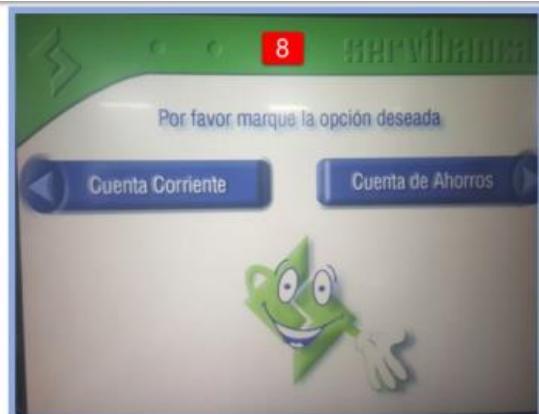 8
servibanca
Por favor marque la opción deseada
Cuenta Corriente
Cuenta de Ahorros